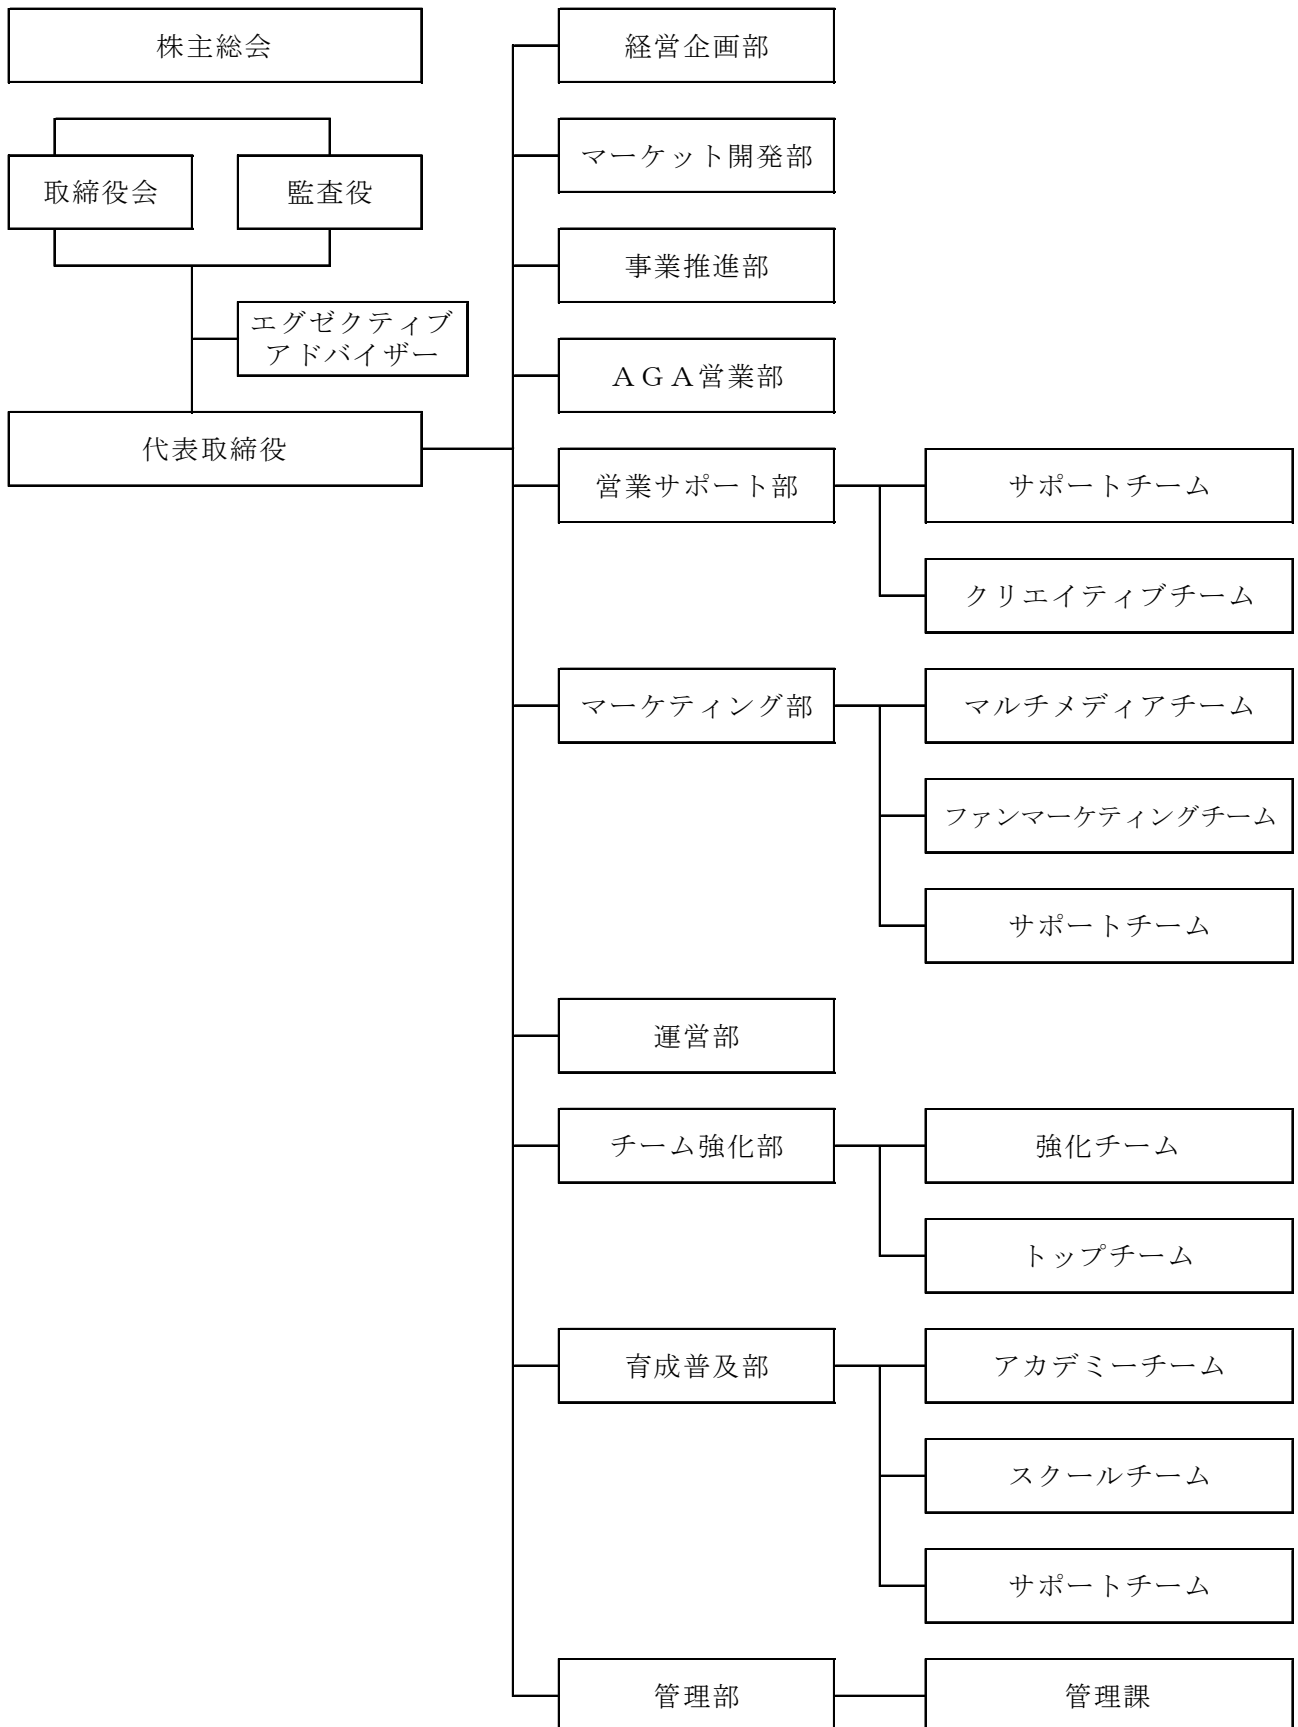 株主総会
取締役会
監査役
エグゼクティブ
アドバイザー
代表取締役
経営企画部
マーケット開発部
事業推進部
ＡＧＡ営業部
営業サポート部
サポートチーム
クリエイティブチーム
マーケティング部
マルチメディアチーム
ファンマーケティングチーム
サポートチーム
運営部
チーム強化部
強化チーム
トップチーム
育成普及部
アカデミーチーム
スクールチーム
サポートチーム
管理部
管理課